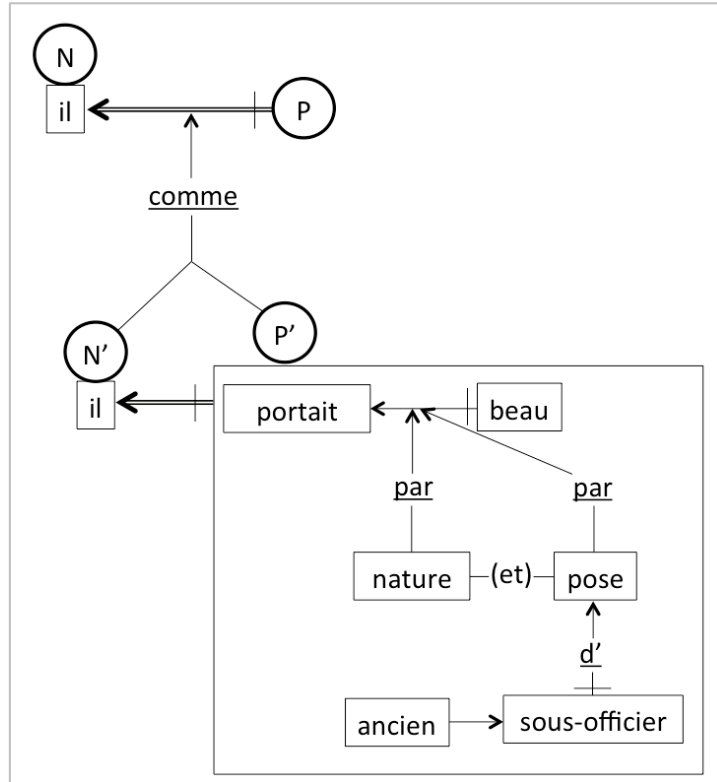 N
il
P
comme
N’
P’
il
portait
beau
par
par
nature
(et)
pose
d’
ancien
sous-officier